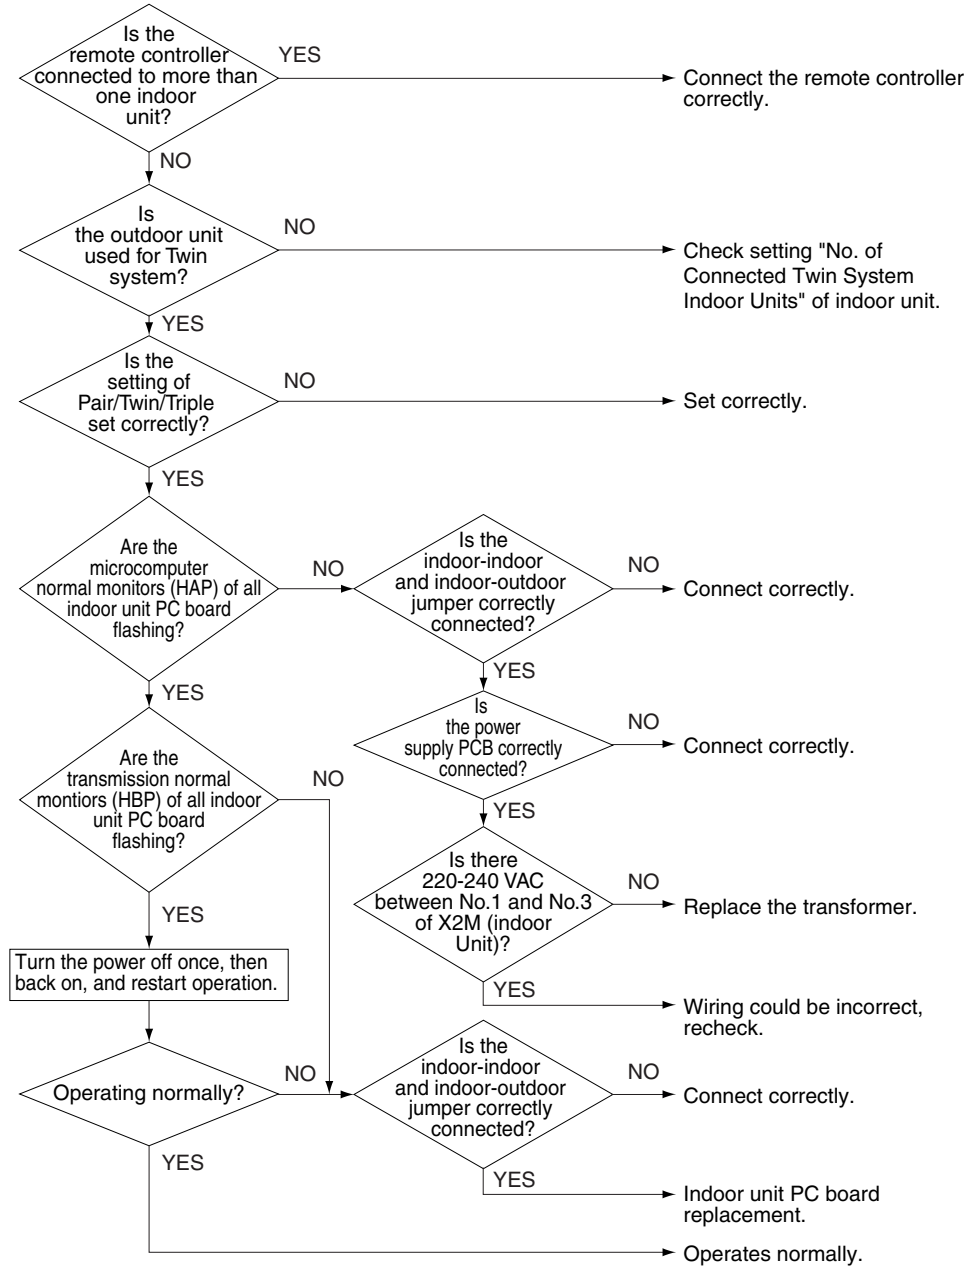 Is the
remote controller
connected to more than
one indoor
unit?
YES
Connect the remote controller
correctly.
NO
Is
the outdoor unit
used for Twin
system?
NO
Check setting "No. of
Connected Twin System
Indoor Units" of indoor unit.
YES
Is the
setting of
Pair/Twin/Triple
set correctly?
NO
Set correctly.
YES
Are the
microcomputer
normal monitors (HAP) of all
indoor unit PC board
flashing?
NO
Is the
indoor-indoor
and indoor-outdoor
jumper correctly
connected?
NO
Connect correctly.
YES
YES
Is
the power
supply PCB correctly
connected?
NO
Connect correctly.
Are the
transmission normal
montiors (HBP) of all indoor
unit PC board
flashing?
NO
YES
Is there
220-240 VAC
between No.1 and No.3
of X2M (indoor
Unit)?
NO
Replace the transformer.
YES
YES
Wiring could be incorrect,
recheck.
Turn the power off once, then
back on, and restart operation.
Operating normally?
NO
Is the
indoor-indoor
and indoor-outdoor
jumper correctly
connected?
NO
Connect correctly.
YES
YES
Indoor unit PC board
replacement.
Operates normally.